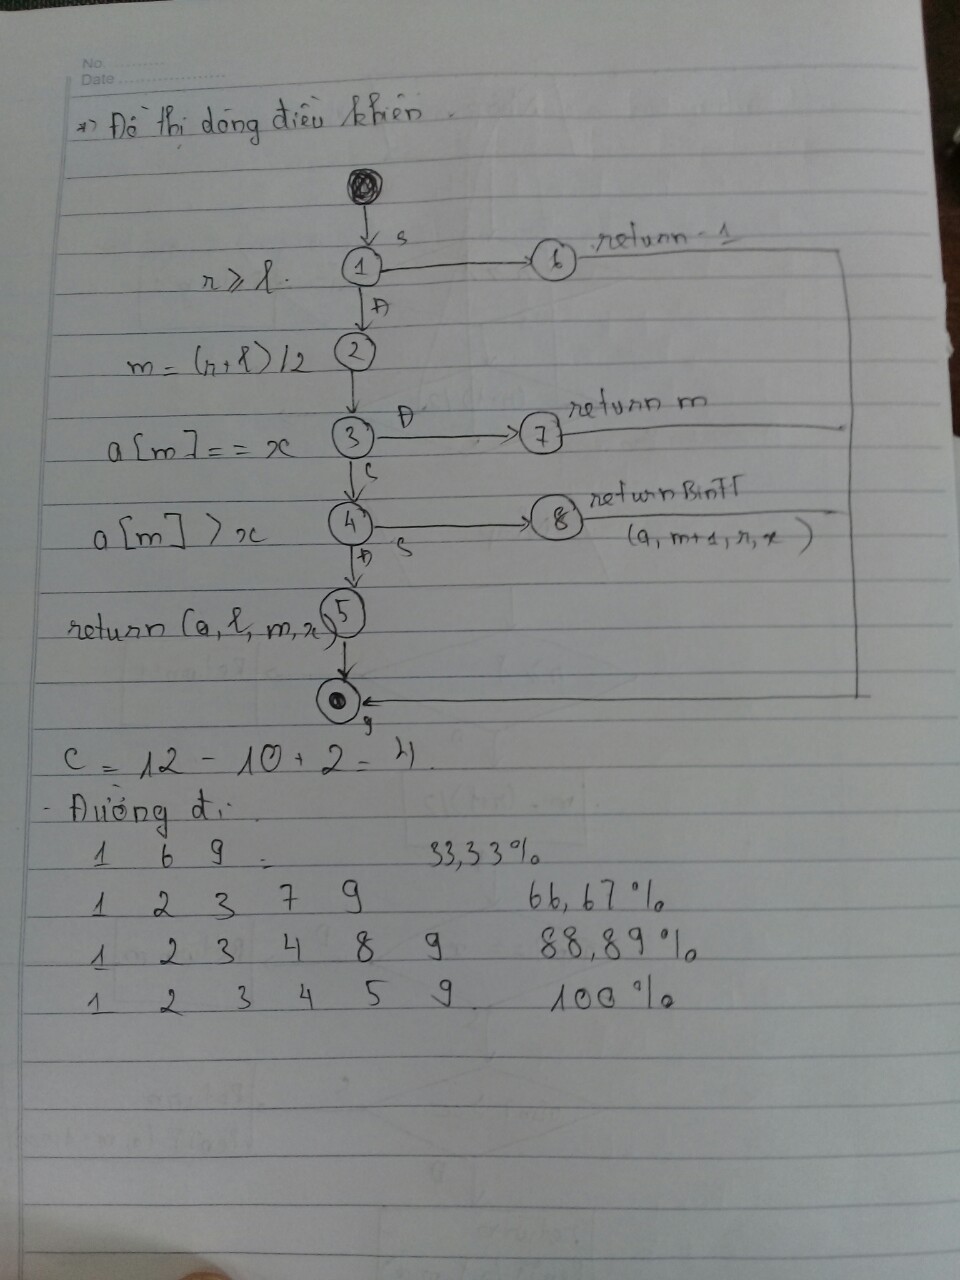 No
Date
*) Đồ thị dòng điều khiển.
S return -1
1 6
r ≥ l.
Đ
m = (r+l)/2 2
Đ return m
a[m] == x 3 7
S
return BinTT
a[m] > x 4 8
S (a, m+1, r, x)
Đ
return (a, l, m, x) 5
9
C = 12 - 10 + 2 = 4.
- Đường đi:
1 6 9 33,33%
1 2 3 7 9 66,67%
1 2 3 4 8 9 88,89%
1 2 3 4 5 9 100%